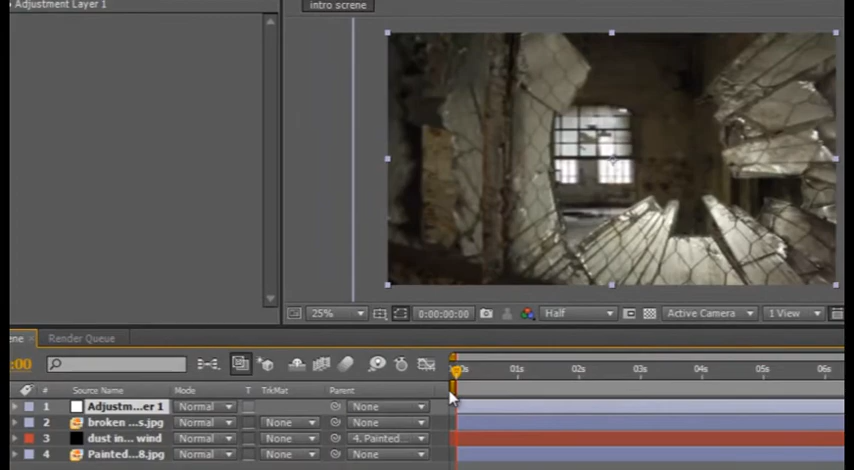 Adjustment Layer 1
intro screne
25%
0:00:00:00
Half
Active Camera
1 View
ene
Render Queue
:00
0s 01s 02s 03s 04s 05s 06s
# Source Name Mode T TrkMat Parent
1 Adjustm...er 1 Normal None
2 broken ...s.jpg Normal None None
3 dust in... wind Normal None 4. Painted...
4 Painted...8.jpg Normal None None